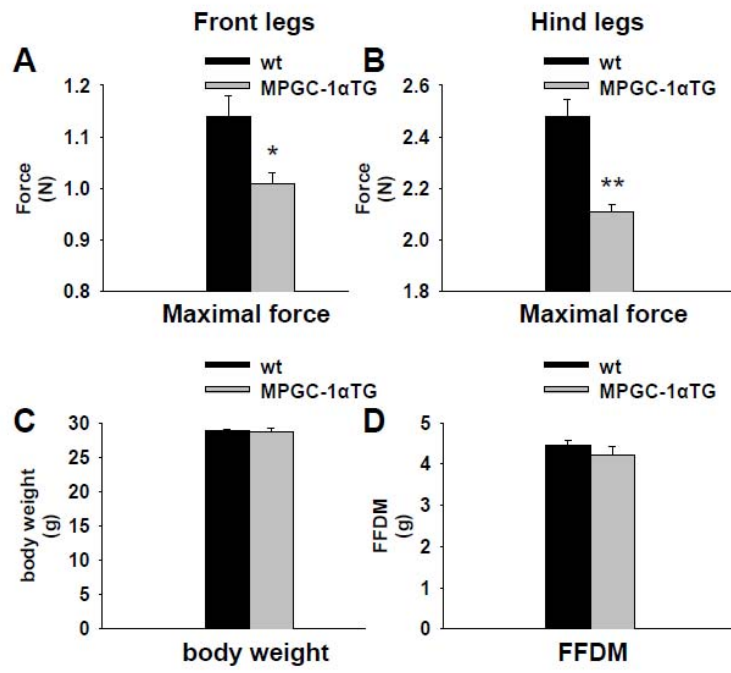 Front legs
Hind legs
A
wt
MPGC-1αTG
1.2
1.1
1.0
0.9
0.8
Force
(N)
*
Maximal force
B
wt
MPGC-1αTG
2.6
2.4
2.2
2.0
1.8
Force
(N)
**
Maximal force
C
wt
MPGC-1αTG
30
25
20
15
10
5
0
body weight
(g)
body weight
D
wt
MPGC-1αTG
5
4
3
2
1
0
FFDM
(g)
FFDM